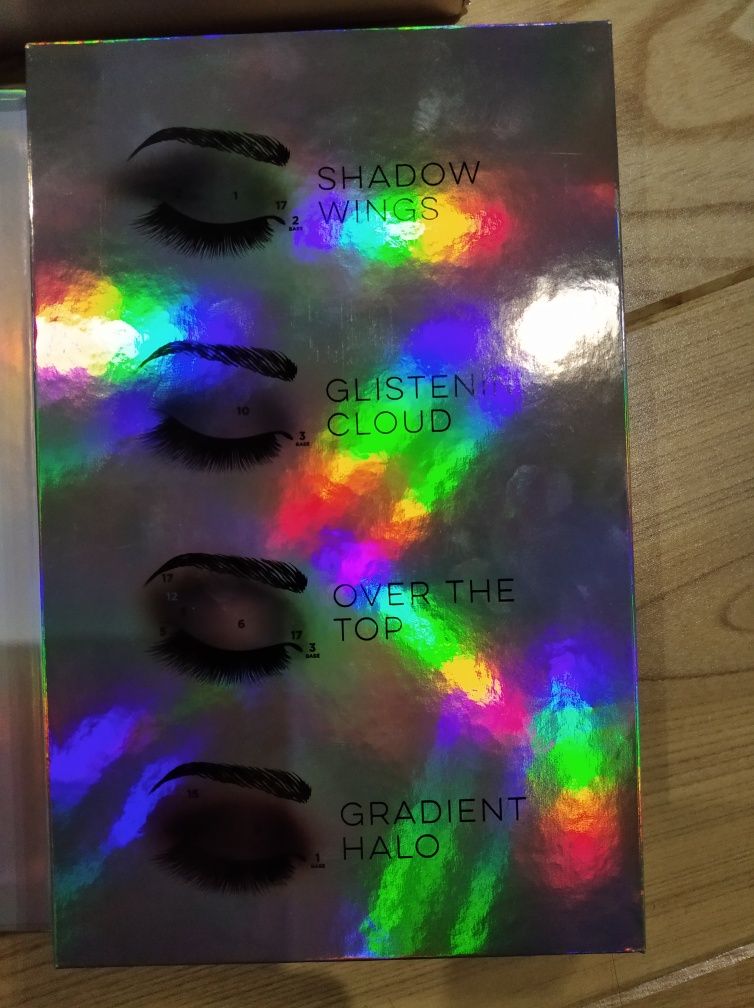 SHADOW
WINGS
1
17
2
BASE
GLISTENING
CLOUD
10
3
BASE
OVER THE
TOP
17
12
5
6
17
3
BASE
GRADIENT
HALO
15
1
BASE